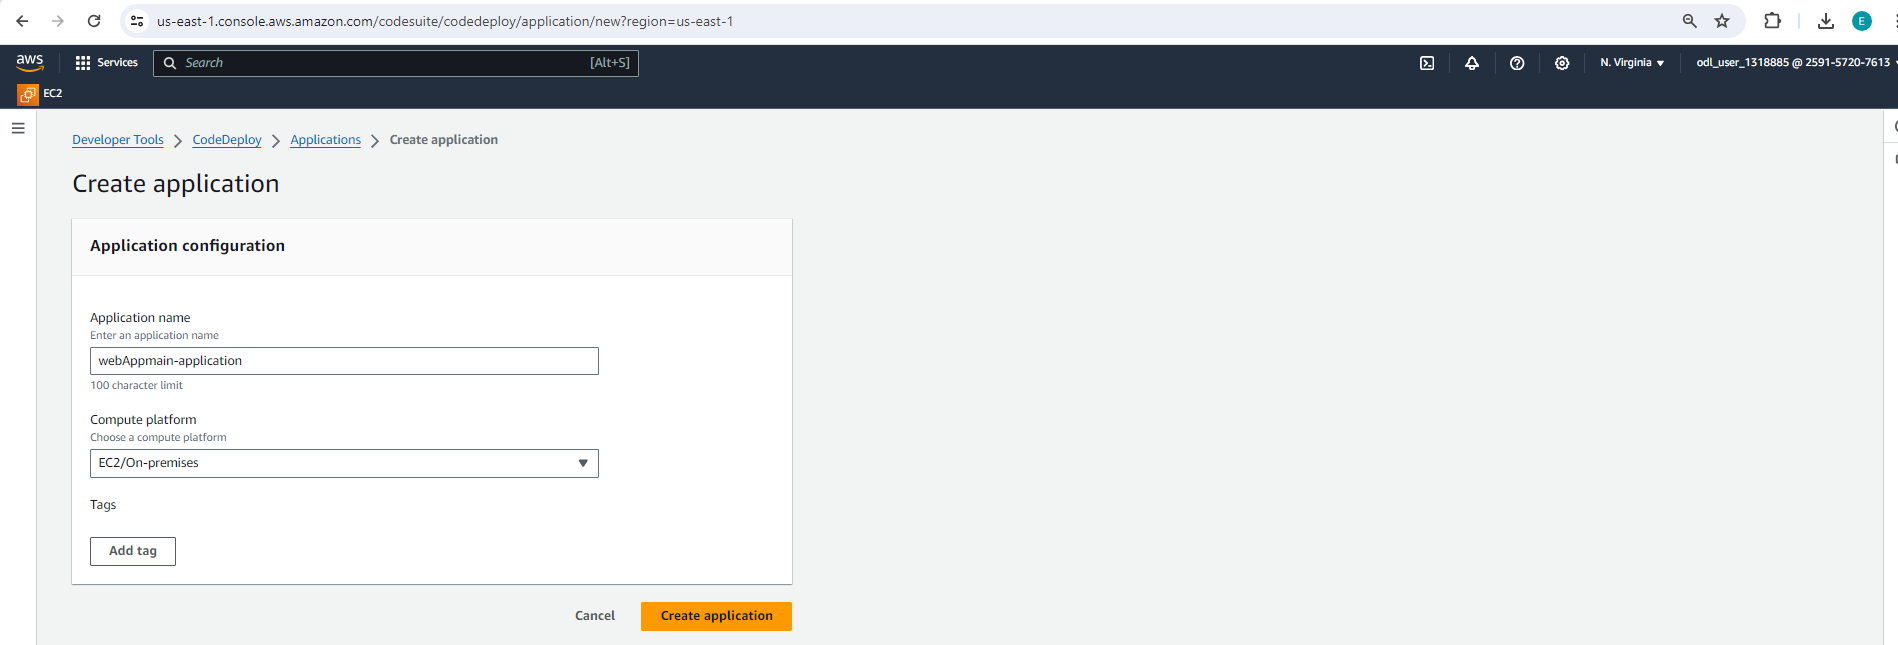 us-east-1.console.aws.amazon.com/codesuite/codedeploy/application/new?region=us-east-1
E
aws
Services
Search
[Alt+S]
N. Virginia
odl_user_1318885 @ 2591-5720-7613
EC2
Developer Tools
CodeDeploy
Applications
Create application
Create application
Application configuration
Application name
Enter an application name
webAppmain-application
100 character limit
Compute platform
Choose a compute platform
EC2/On-premises
Tags
Add tag
Cancel
Create application